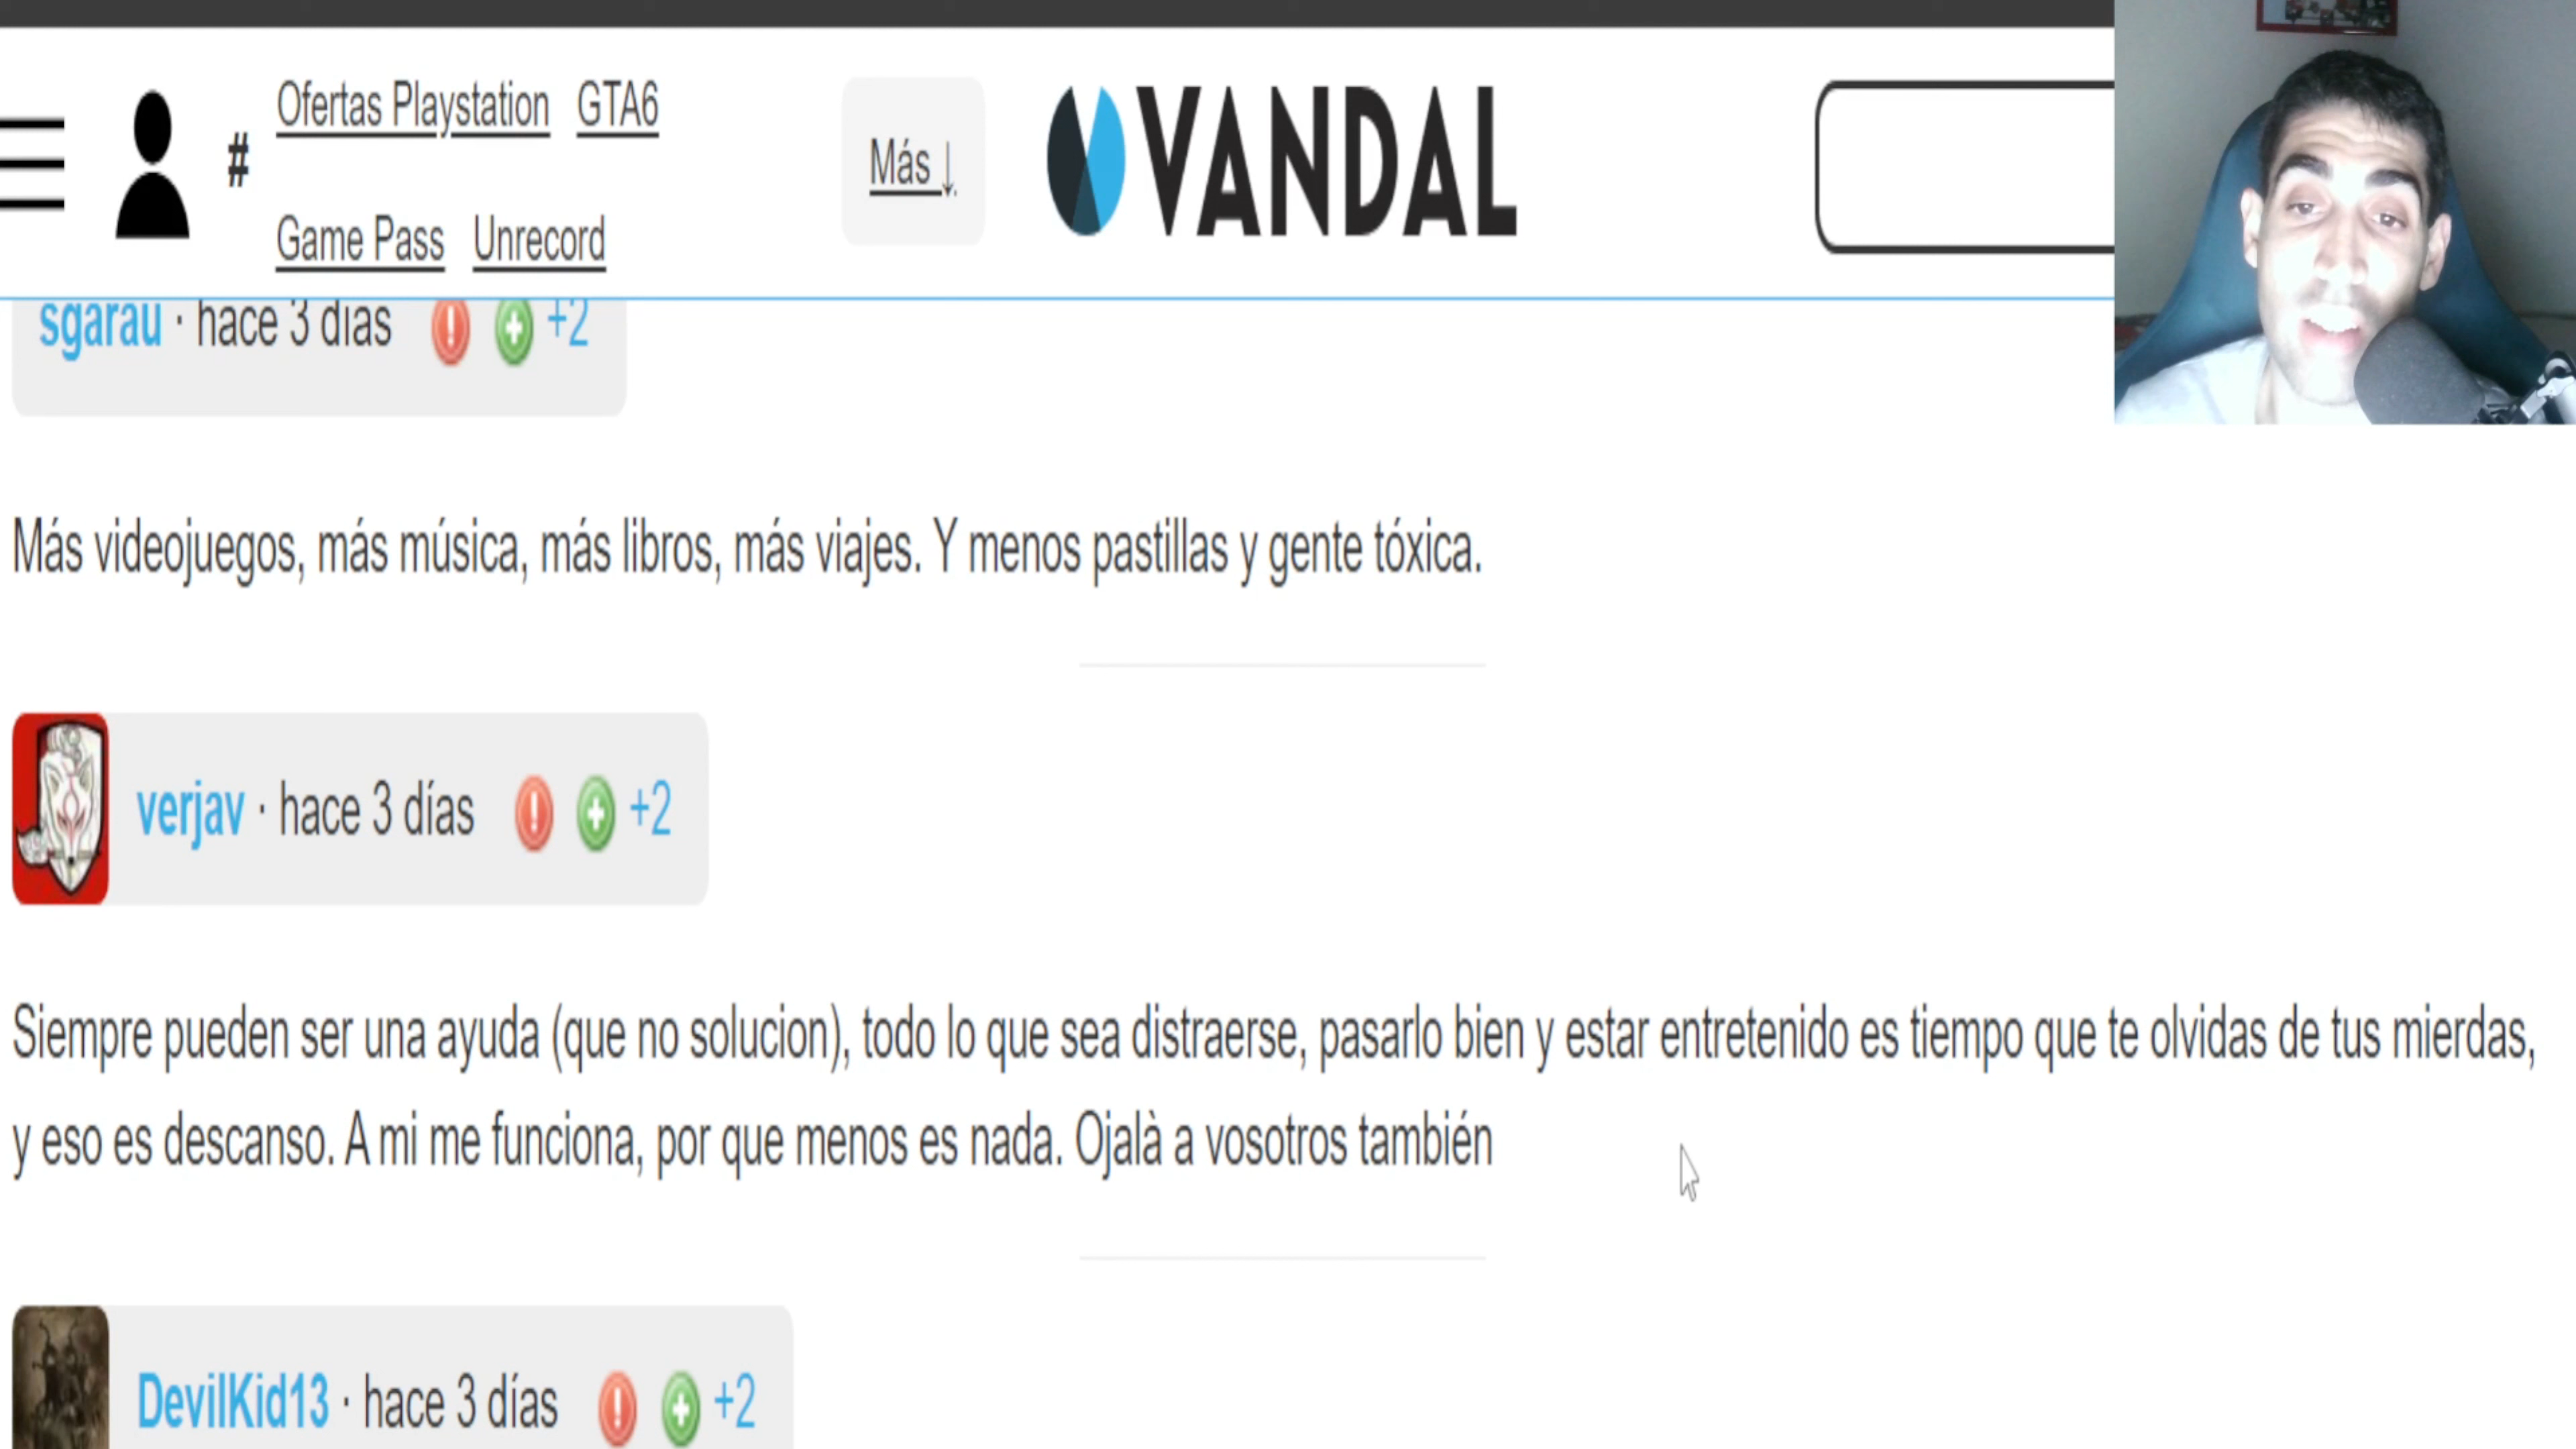 Ofertas Playstation GTA6
#
Game Pass Unrecord
Más ↓
VANDAL
sgarau · hace 3 días +2
Más videojuegos, más música, más libros, más viajes. Y menos pastillas y gente tóxica.
verjav · hace 3 días +2
Siempre pueden ser una ayuda (que no solucion), todo lo que sea distraerse, pasarlo bien y estar entretenido es tiempo que te olvidas de tus mierdas,
y eso es descanso. A mi me funciona, por que menos es nada. Ojalà a vosotros también
DevilKid13 · hace 3 días +2